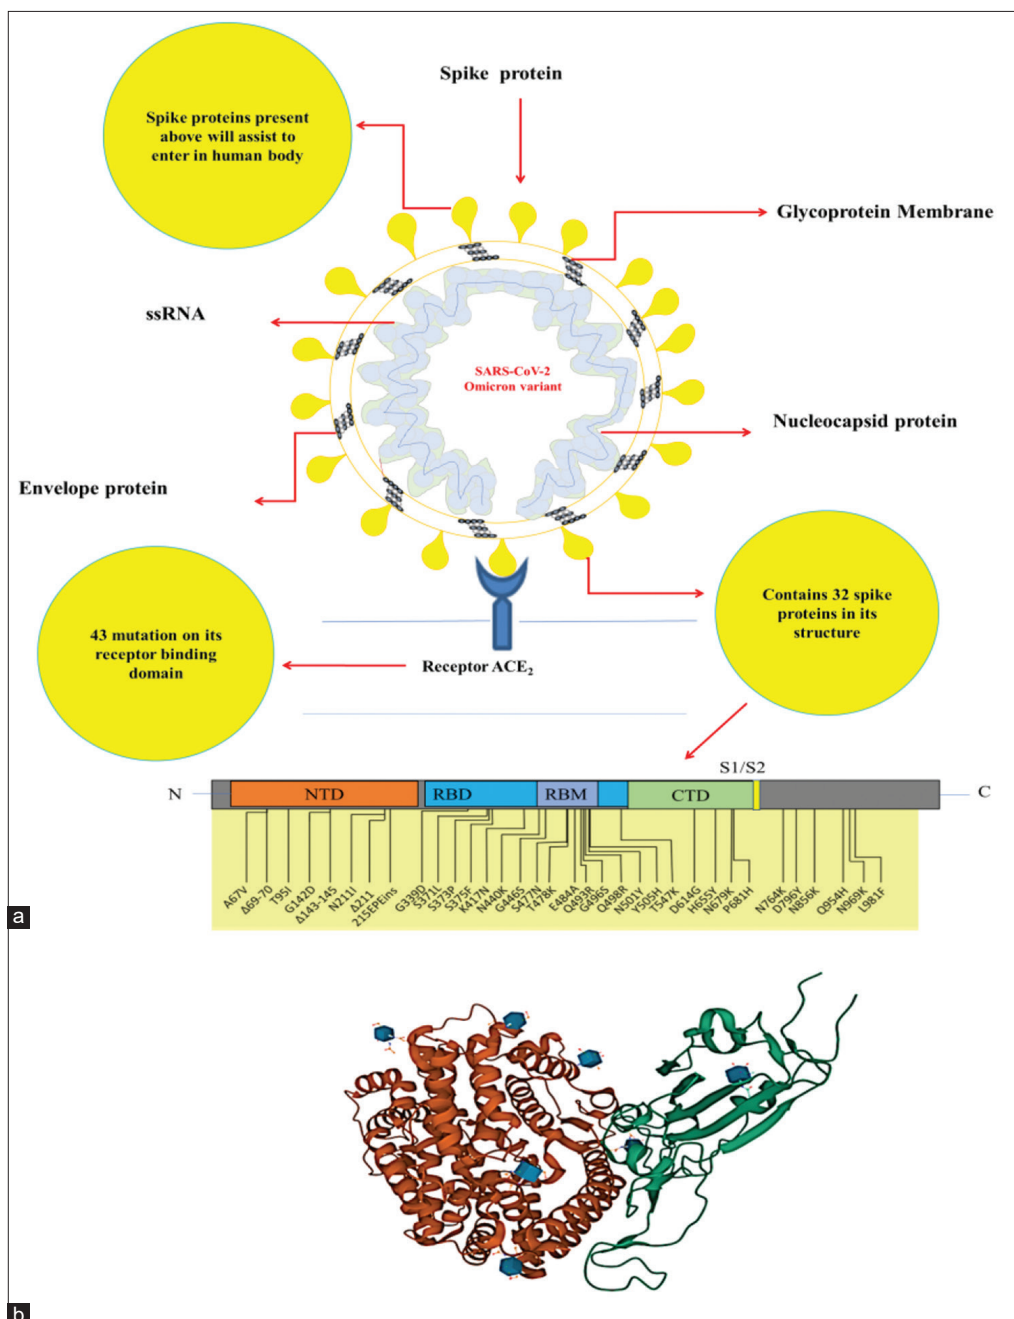 Spike protein
Spike proteins present
above will assist to
enter in human body
Glycoprotein Membrane
ssRNA
SARS-CoV-2
Omicron variant
Nucleocapsid protein
Envelope protein
Contains 32 spike
proteins in its
structure
43 mutation on its
receptor binding
domain
Receptor ACE₂
S1/S2
N NTD RBD RBM CTD C
A67V Δ69-70 T95I G142D Δ143-145 N211I Δ211 215EPEins G339D S371L S373P S375F K417N N440K G446S S477N T478K E484A Q493R G496S Q498R N501Y Y505H T547K D614G H655Y N679K P681H N764K D796Y N856K Q954H N969K L981F
a
b